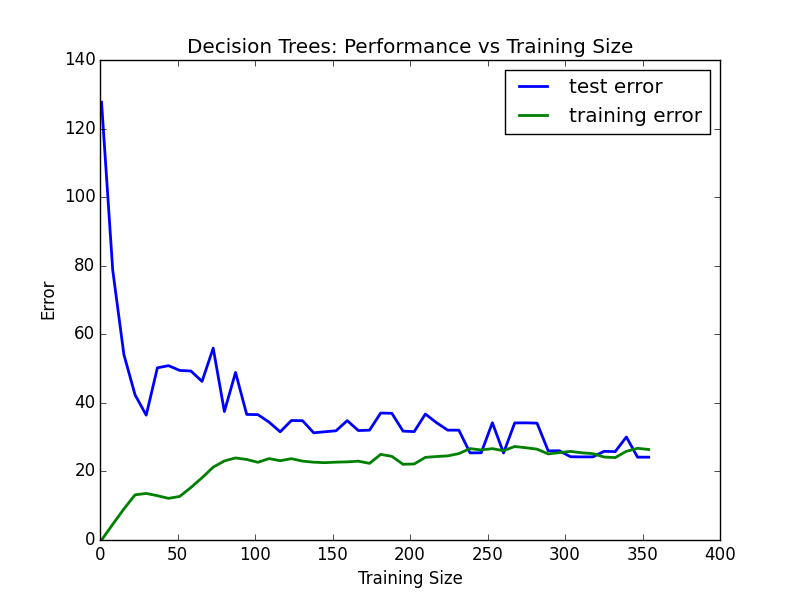 Decision Trees: Performance vs Training Size
140
120
100
80
60
40
20
0
Error
test error
training error
0 50 100 150 200 250 300 350 400
Training Size